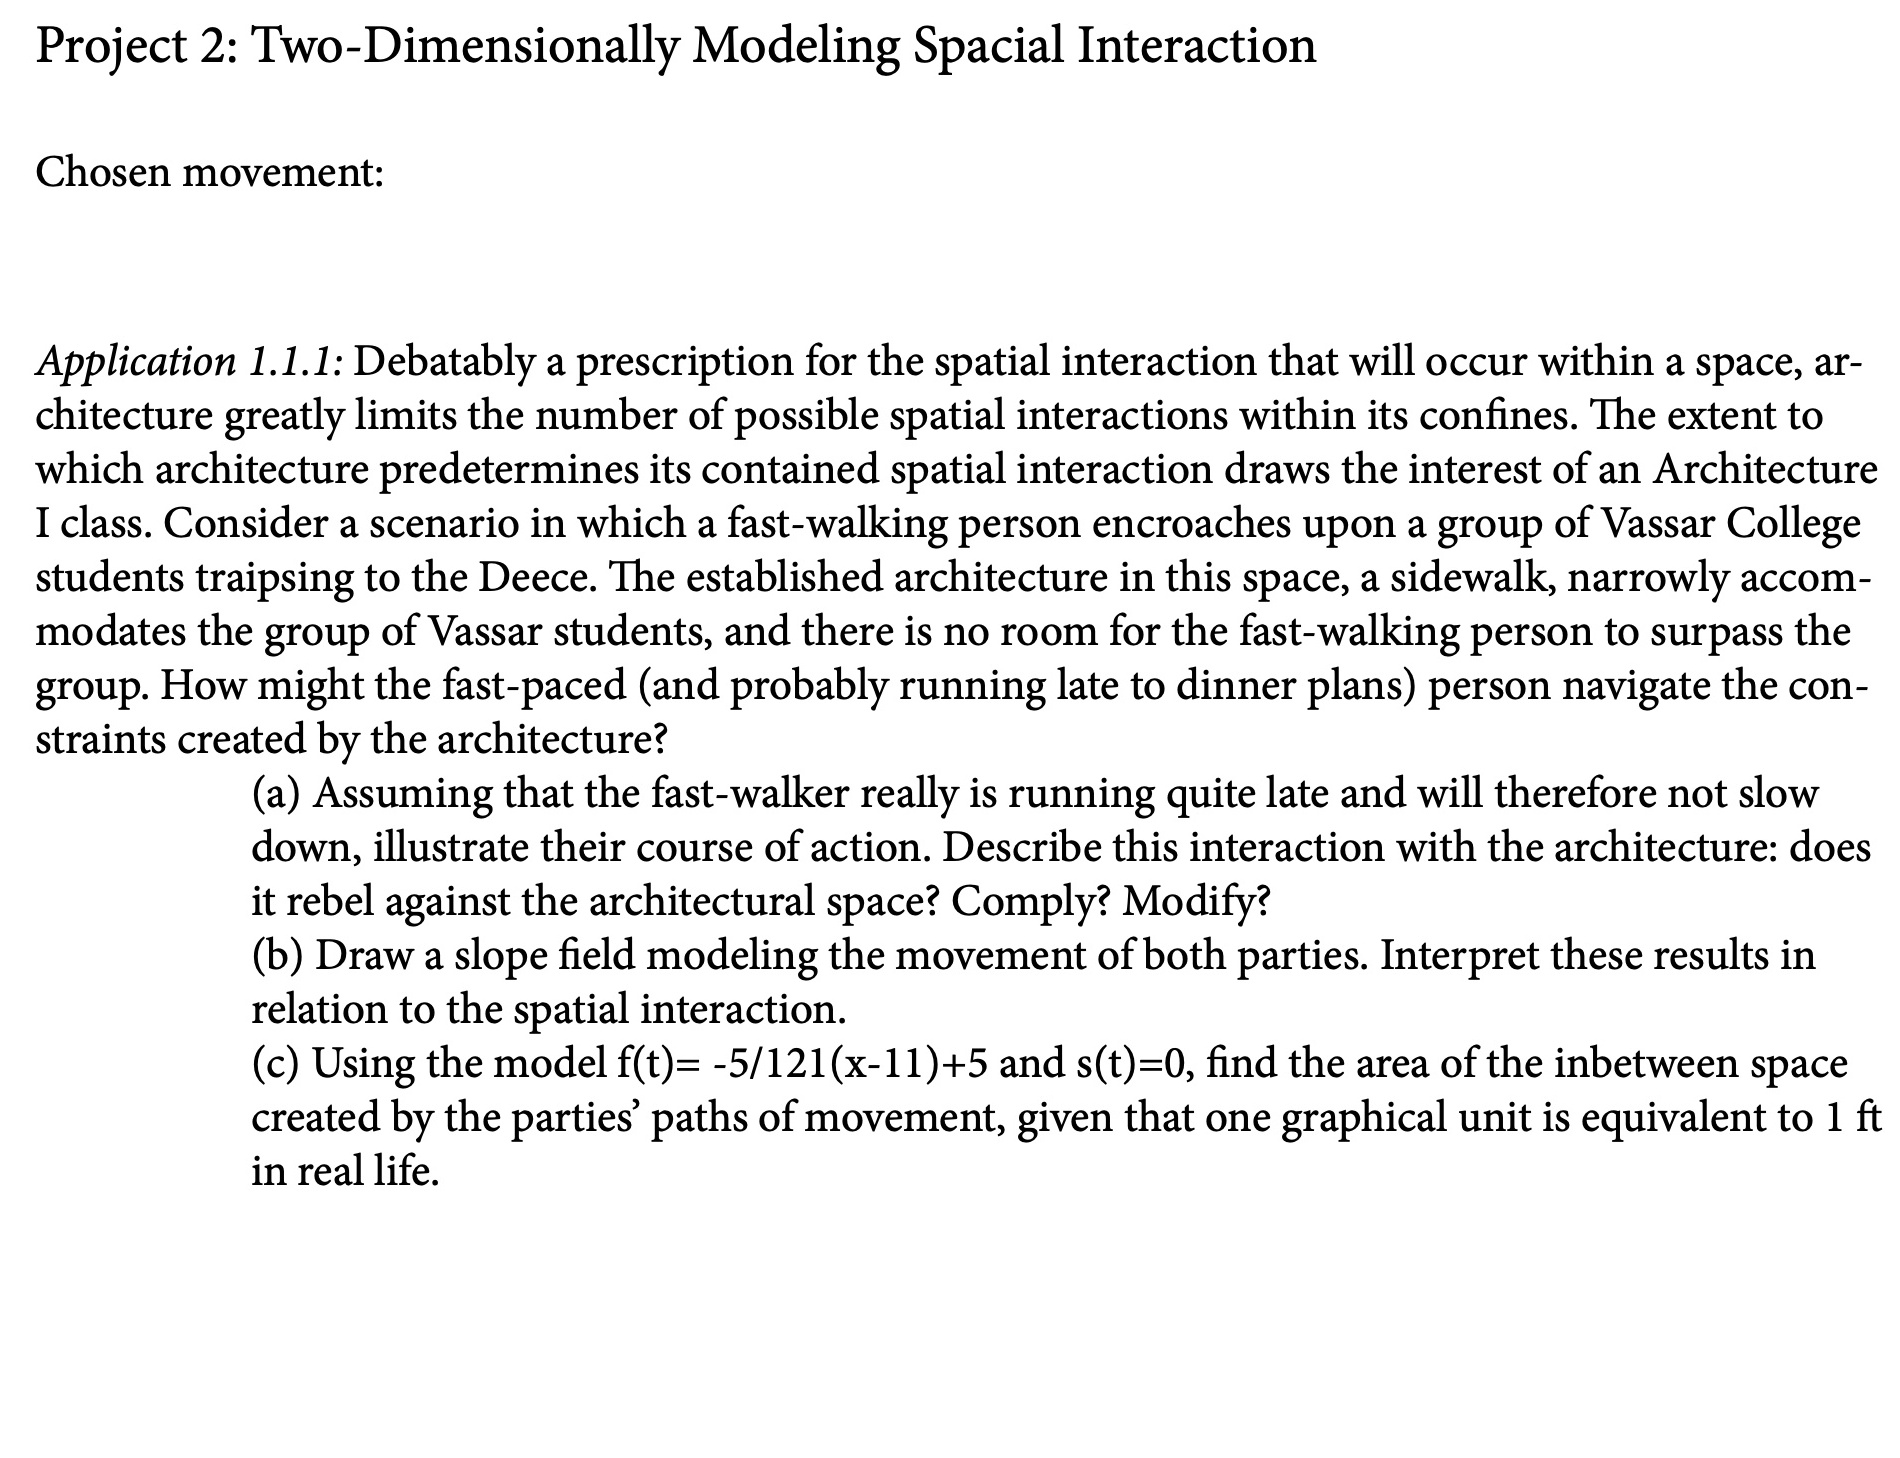 Project 2: Two-Dimensionally Modeling Spacial Interaction
Chosen movement:
Application 1.1.1: Debatably a prescription for the spatial interaction that will occur within a space, ar-
chitecture greatly limits the number of possible spatial interactions within its confines. The extent to
which architecture predetermines its contained spatial interaction draws the interest of an Architecture
I class. Consider a scenario in which a fast-walking person encroaches upon a group of Vassar College
students traipsing to the Deece. The established architecture in this space, a sidewalk, narrowly accom-
modates the group of Vassar students, and there is no room for the fast-walking person to surpass the
group. How might the fast-paced (and probably running late to dinner plans) person navigate the con-
straints created by the architecture?
(a) Assuming that the fast-walker really is running quite late and will therefore not slow
down, illustrate their course of action. Describe this interaction with the architecture: does
it rebel against the architectural space? Comply? Modify?
(b) Draw a slope field modeling the movement of both parties. Interpret these results in
relation to the spatial interaction.
(c) Using the model f(t)= -5/121(x-11)+5 and s(t)=0, find the area of the inbetween space
created by the parties’ paths of movement, given that one graphical unit is equivalent to 1 ft
in real life.